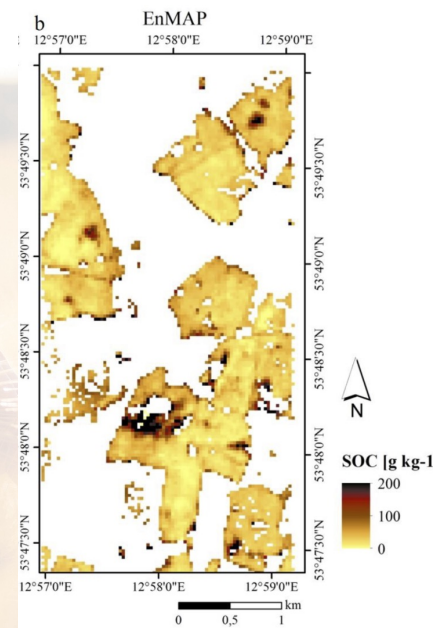 b
EnMAP
12°57'0"E 12°58'0"E 12°59'0"E
53°49'30"N 53°49'30"N
53°49'0"N 53°49'0"N
53°48'30"N 53°48'30"N
53°48'0"N 53°48'0"N
53°47'30"N 53°47'30"N
N
SOC [g kg-1
200
100
0
12°57'0"E 12°58'0"E 12°59'0"E
km
0 0,5 1